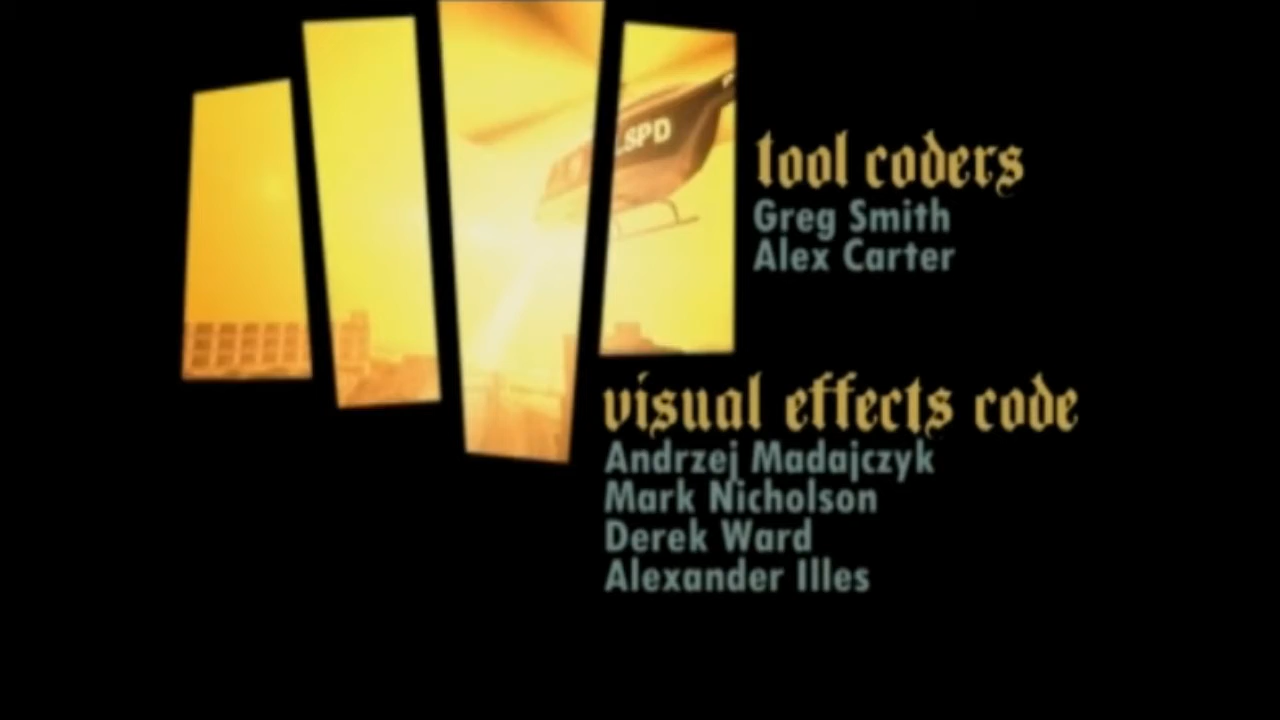 LSPD
tool coders
Greg Smith
Alex Carter
visual effects code
Andrzej Madajczyk
Mark Nicholson
Derek Ward
Alexander Illes